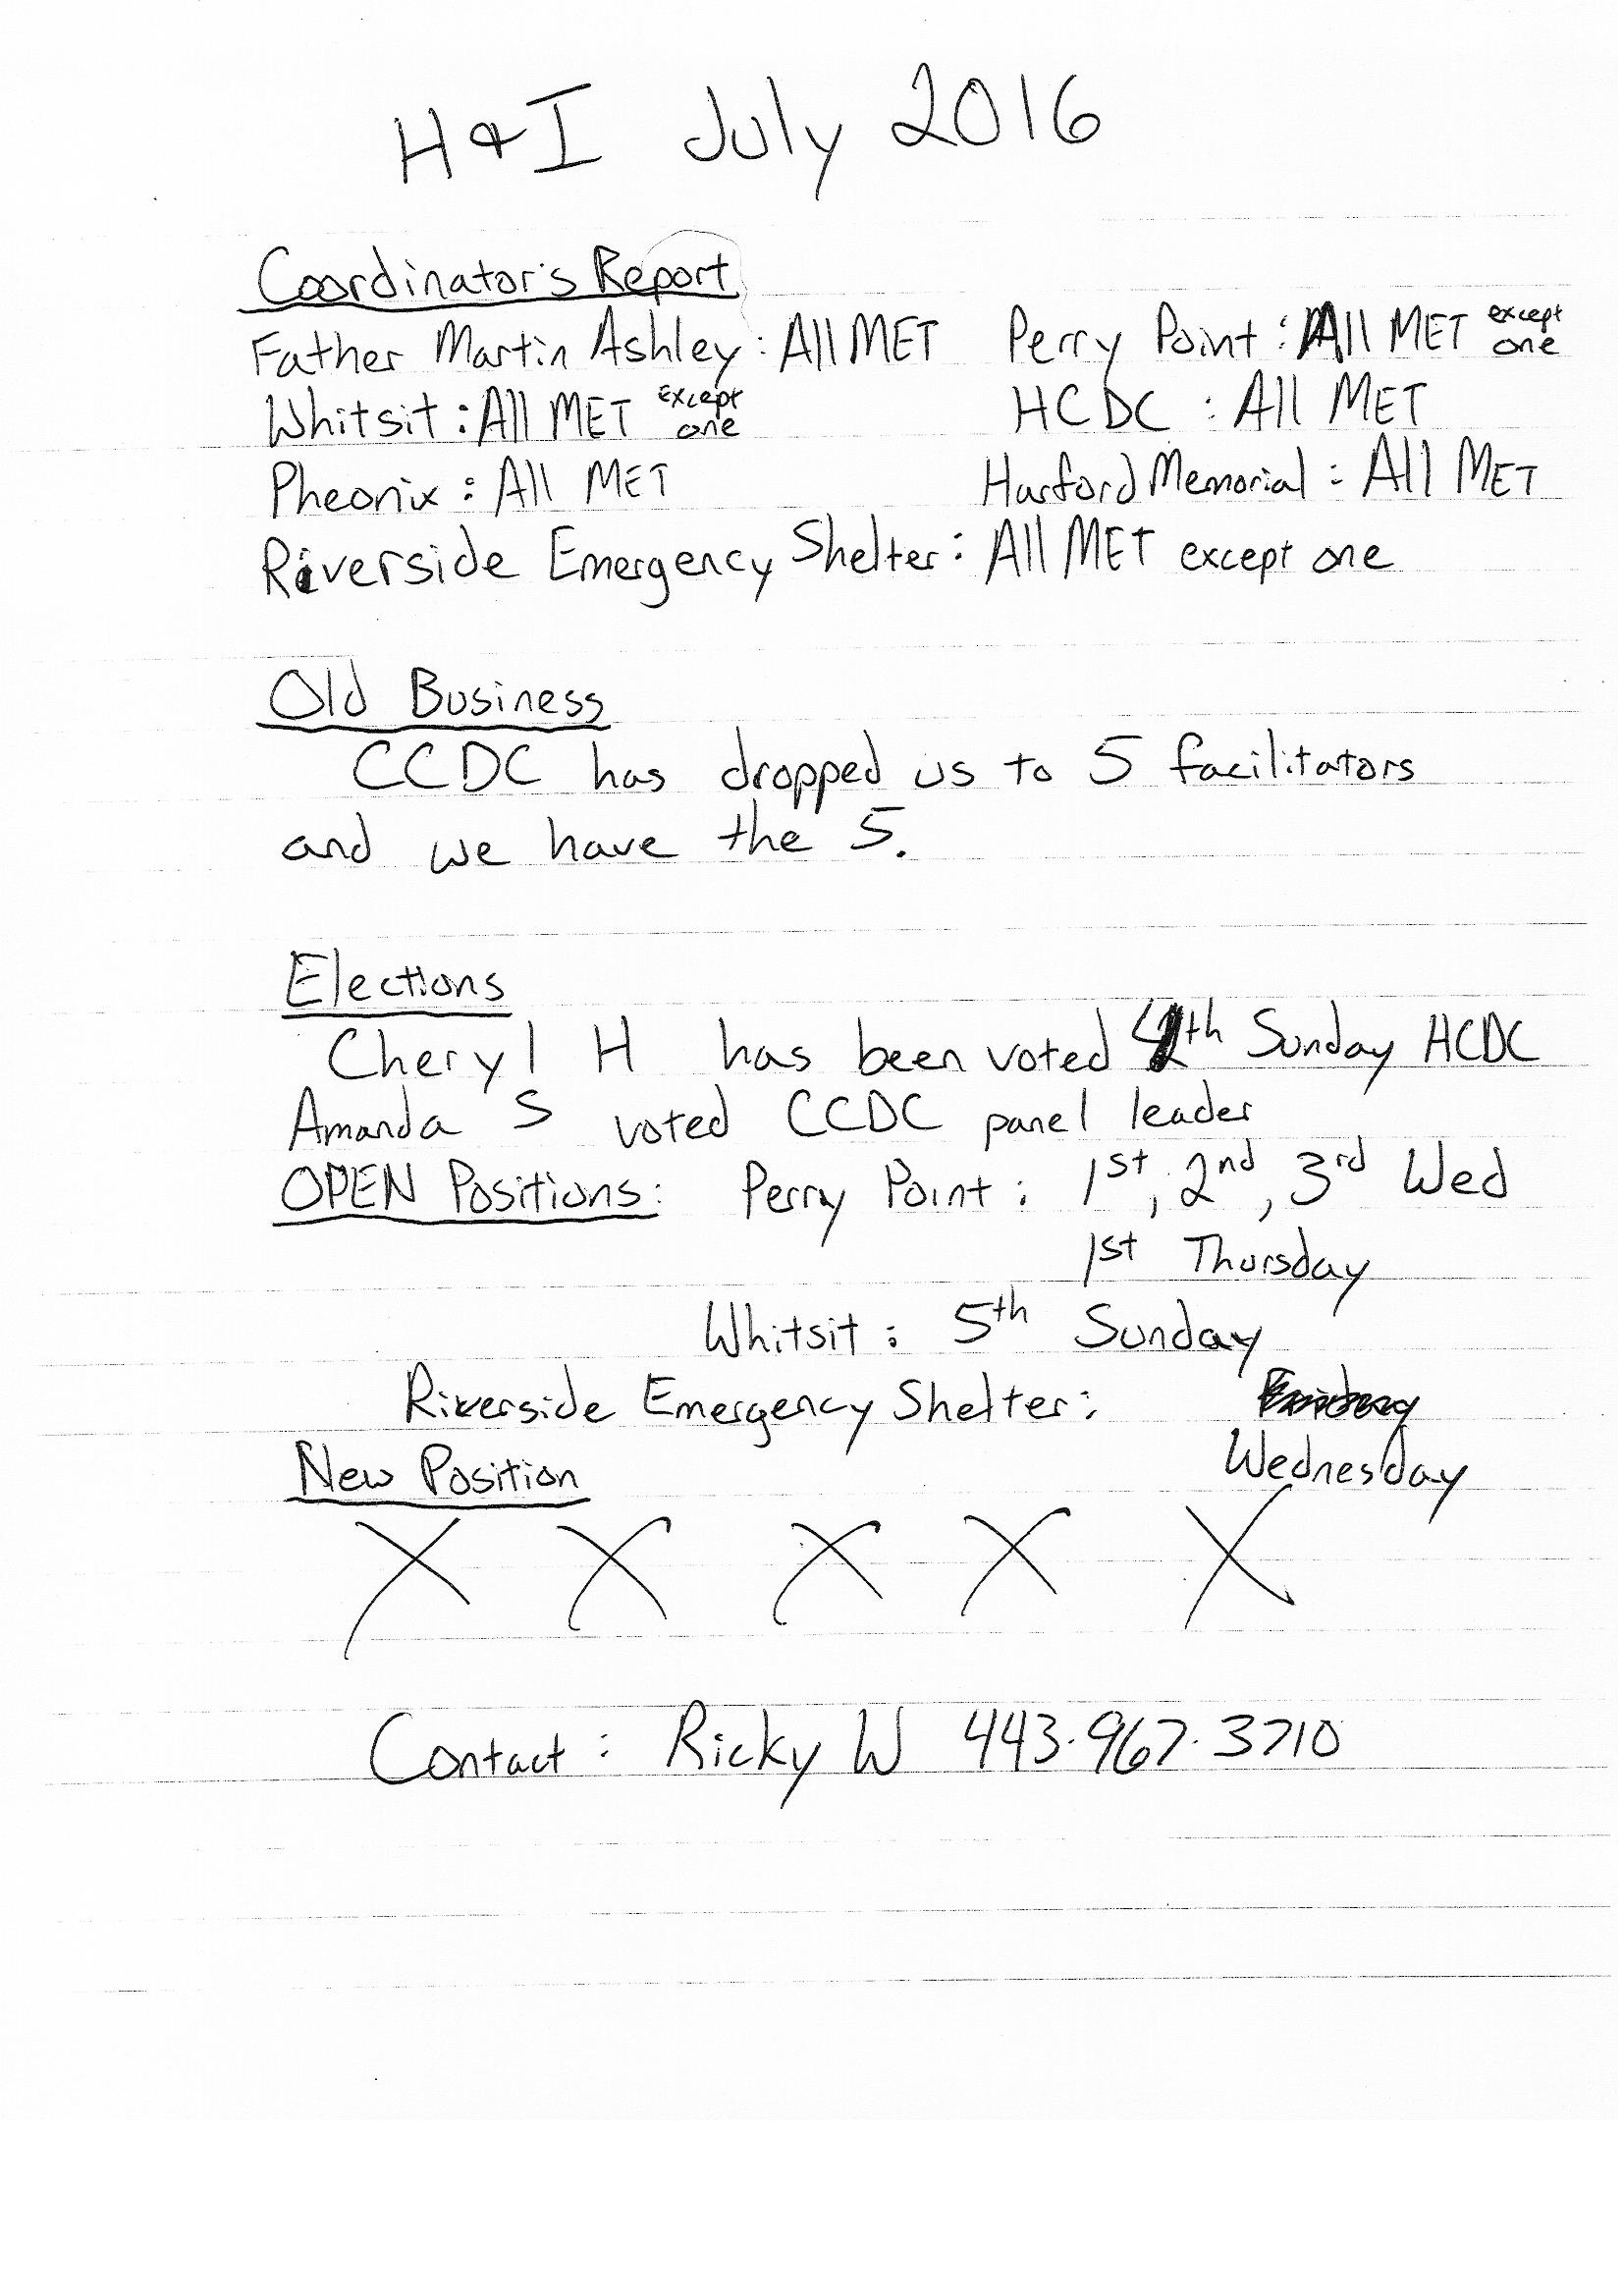 H & I July 2016
Coordinator's Report
Father Martin Ashley: All MET Perry Point: All MET except one
Whitsit: All MET except one HCDC: All MET
Pheonix: All MET Harford Memorial: All MET
Riverside Emergency Shelter: All MET except one
Old Business
CCDC has dropped us to 5 facilitators
and we have the 5.
Elections
Cheryl H has been voted 4th Sunday HCDC
Amanda S voted CCDC panel leader
OPEN Positions: Perry Point: 1st, 2nd, 3rd Wed
1st Thursday
Whitsit: 5th Sunday
Riverside Emergency Shelter:
Wednesday
New Position
X X X X X
Contact: Ricky W 443.967.3710